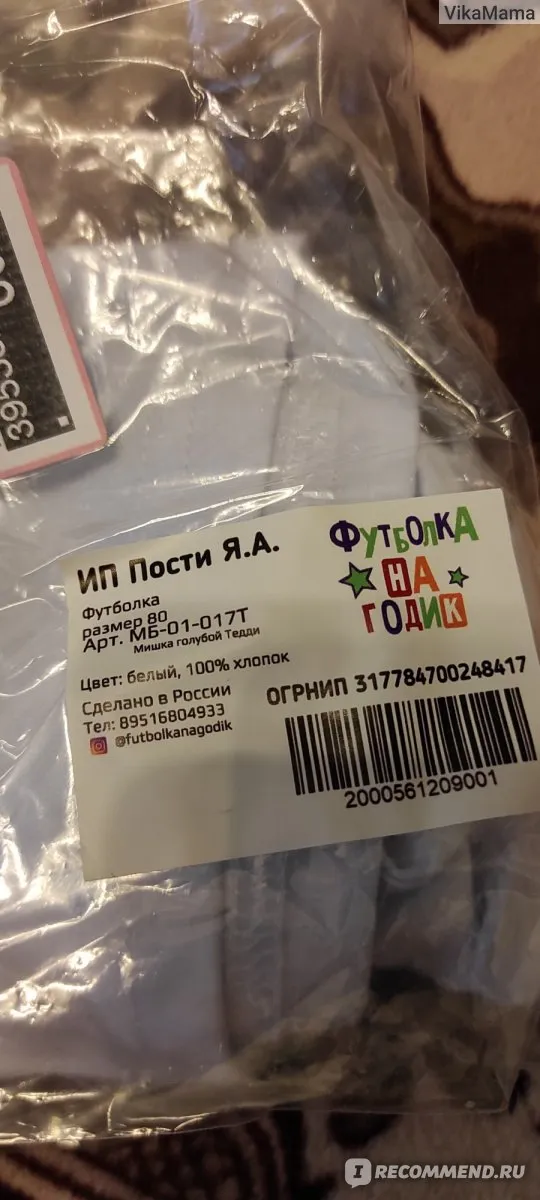 VikaMama
ИП Пости Я.А.
Футболка
размер 80
Арт. МБ-01-017Т
Мишка голубой Тедди
Цвет: белый, 100% хлопок
Сделано в России
Тел: 89516804933
@futbolkanagodik
ФУТБОЛКА
НА
ГОДИК
ОГРНИП 317784700248417
2000561209001
I RECOMMEND.RU